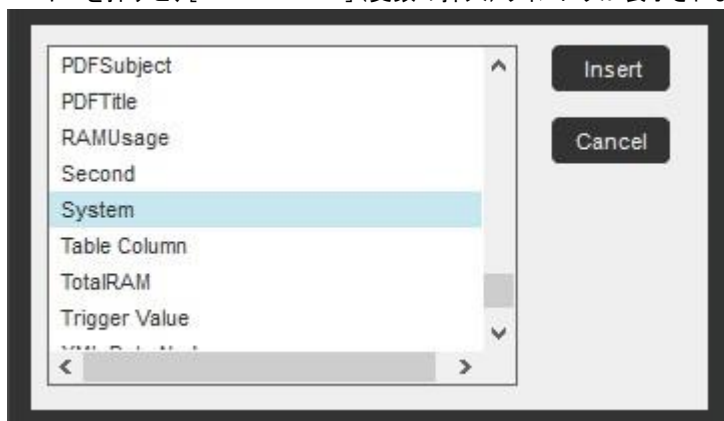 PDFSubject
PDFTitle
RAMUsage
Second
System
Table Column
TotalRAM
Trigger Value
Insert
Cancel